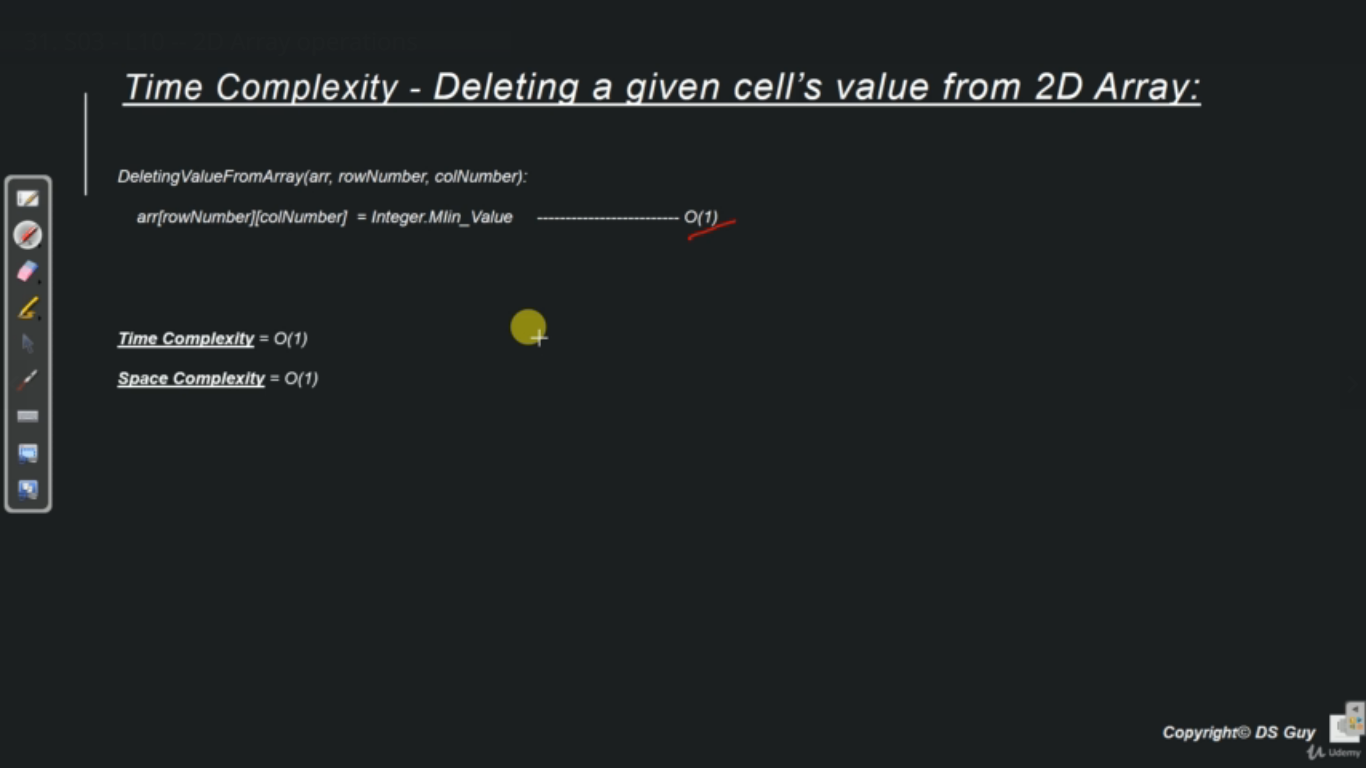 Time Complexity - Deleting a given cell's value from 2D Array:
DeletingValueFromArray(arr, rowNumber, colNumber):
arr[rowNumber][colNumber] = Integer.MIin_Value ------------------------- O(1)
Time Complexity = O(1)
Space Complexity = O(1)
Copyright© DS Guy
Udemy